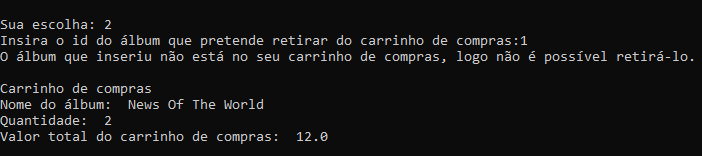 Sua escolha: 2
Insira o id do álbum que pretende retirar do carrinho de compras:1
O álbum que inseriu não está no seu carrinho de compras, logo não é possível retirá-lo.
Carrinho de compras
Nome do álbum:  News Of The World
Quantidade:  2
Valor total do carrinho de compras:  12.0